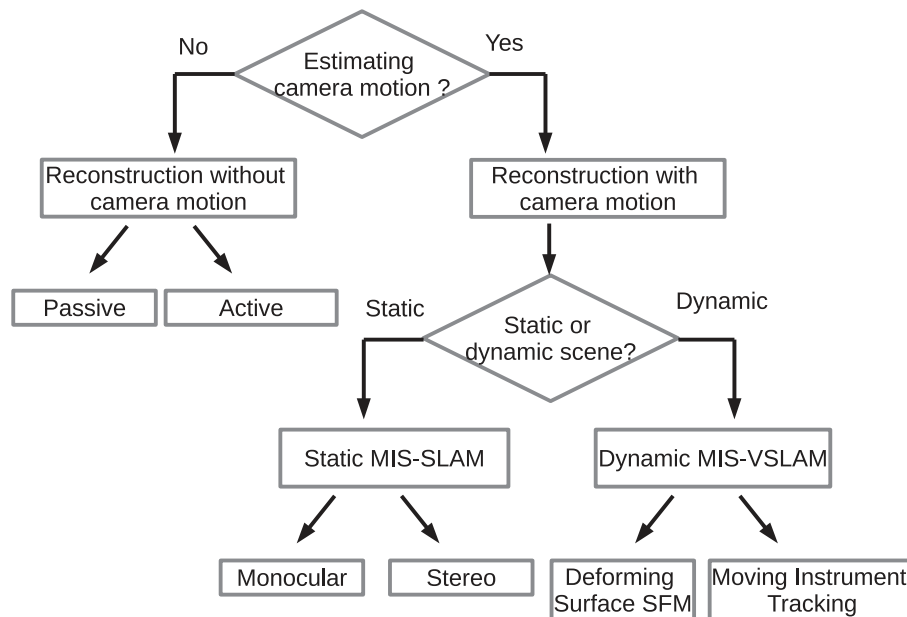 No
Yes
Estimating
camera motion ?
Reconstruction without
camera motion
Reconstruction with
camera motion
Passive
Active
Static
Dynamic
Static or
dynamic scene?
Static MIS-SLAM
Dynamic MIS-VSLAM
Monocular
Stereo
Deforming
Surface SFM
Moving Instrument
Tracking